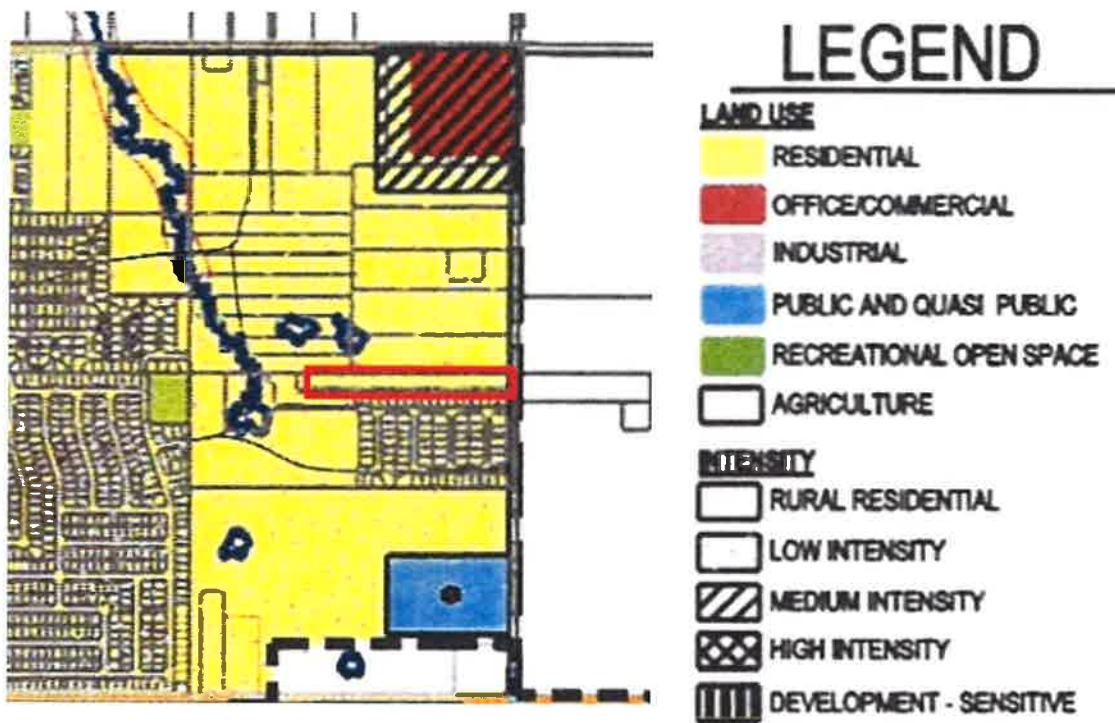 LEGEND
LAND USE
RESIDENTIAL
OFFICE/COMMERCIAL
INDUSTRIAL
PUBLIC AND QUASI PUBLIC
RECREATIONAL OPEN SPACE
AGRICULTURE
INTENSITY
RURAL RESIDENTIAL
LOW INTENSITY
MEDIUM INTENSITY
HIGH INTENSITY
DEVELOPMENT - SENSITIVE